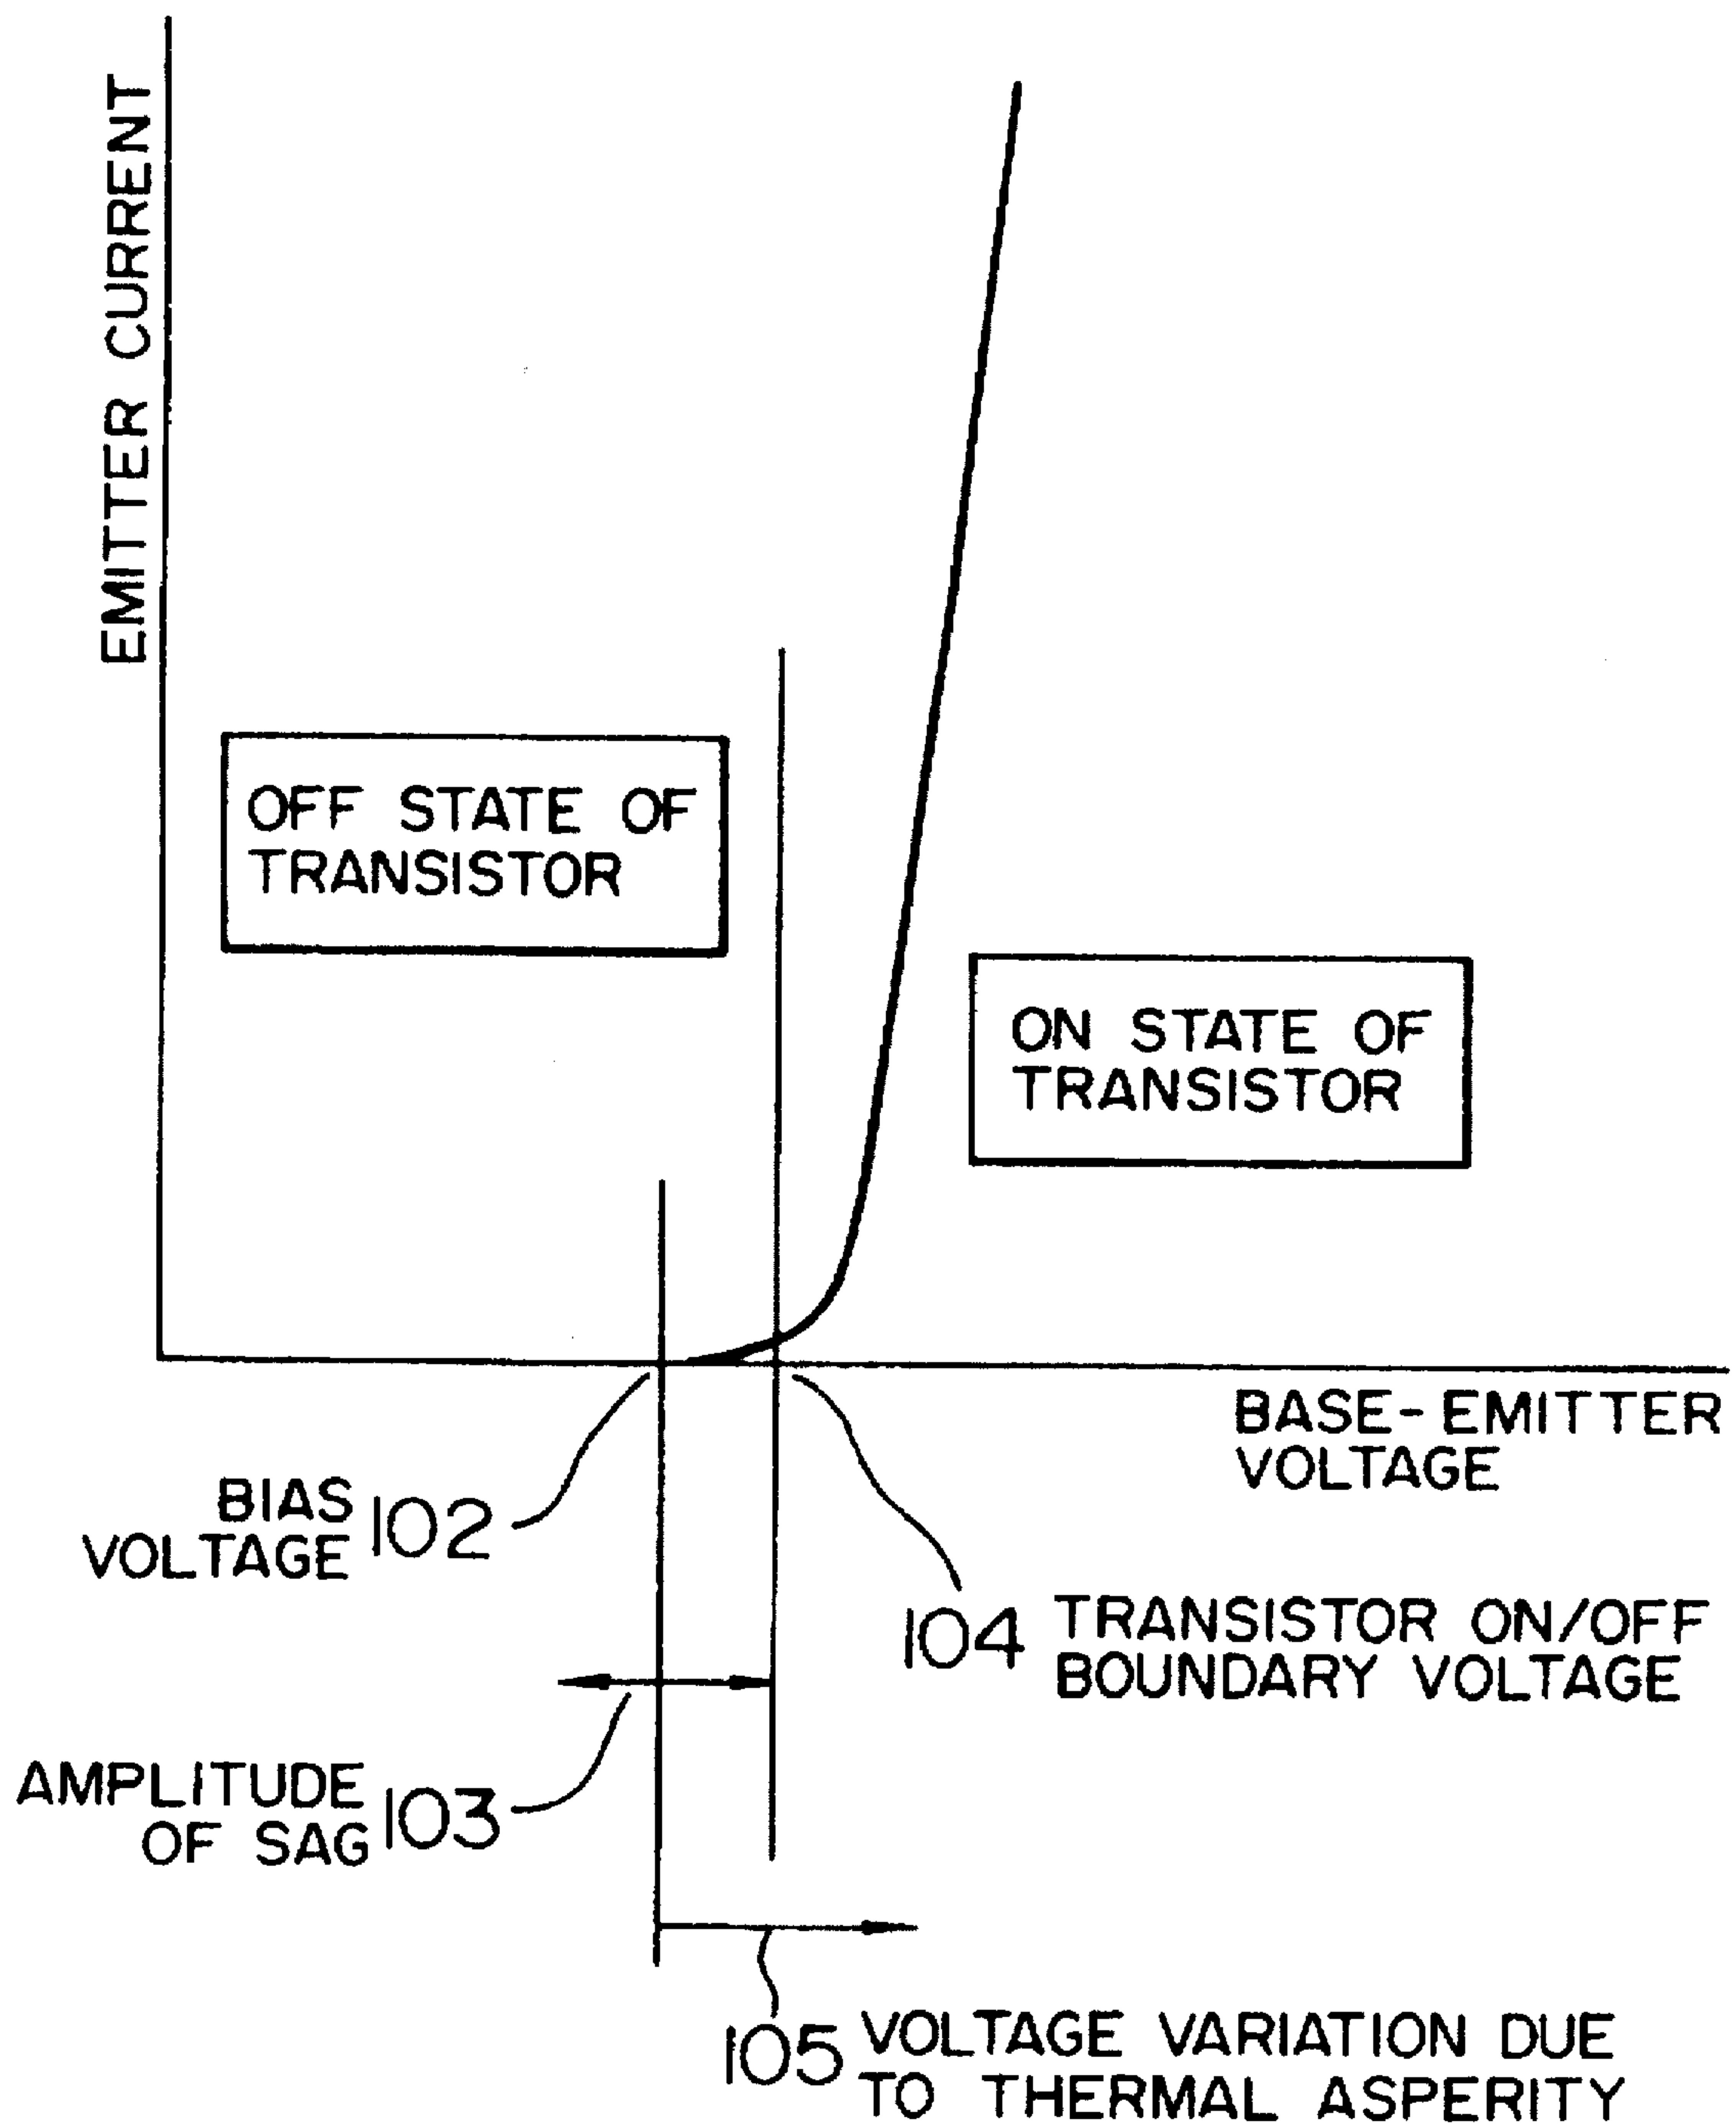 EMITTER CURRENT
OFF STATE OF
TRANSISTOR
ON STATE OF
TRANSISTOR
BASE-EMITTER
VOLTAGE
BIAS
VOLTAGE
102
104
TRANSISTOR ON/OFF
BOUNDARY VOLTAGE
AMPLITUDE
OF SAG
103
105
VOLTAGE VARIATION DUE
TO THERMAL ASPERITY